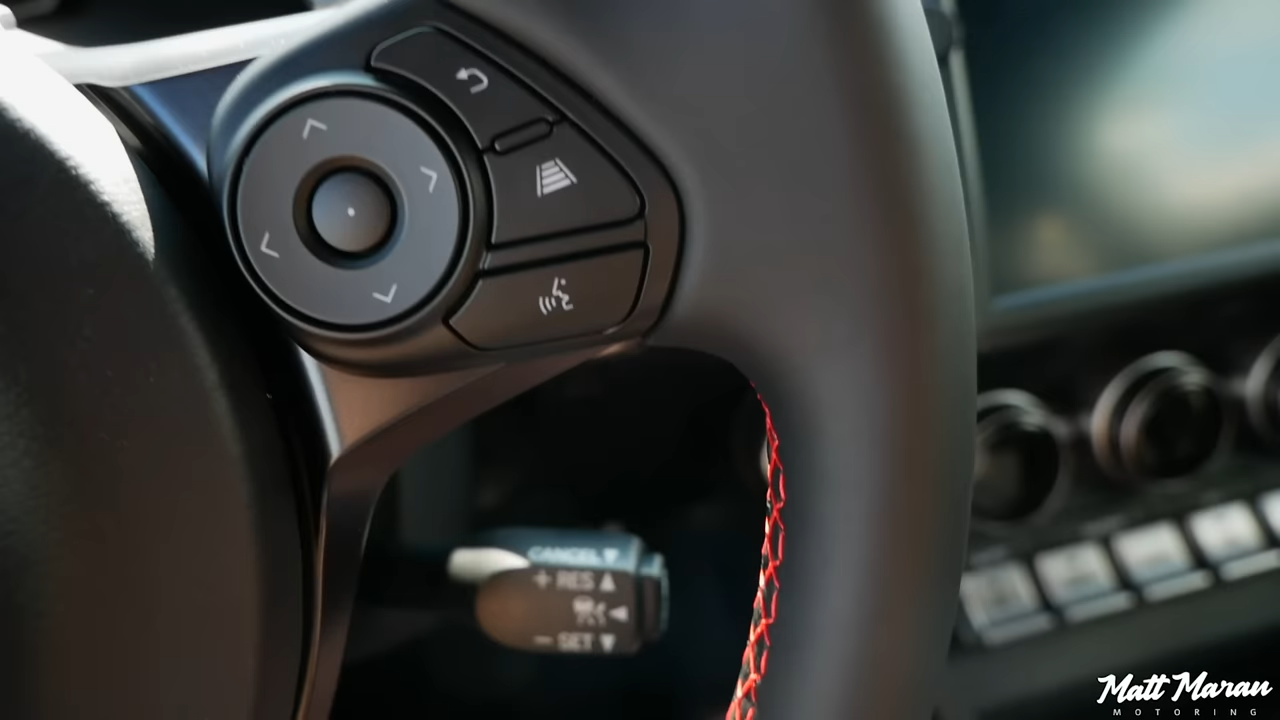 CANCEL ▼
+ RES ▲
− SET ▼
Matt Maran
MOTORING